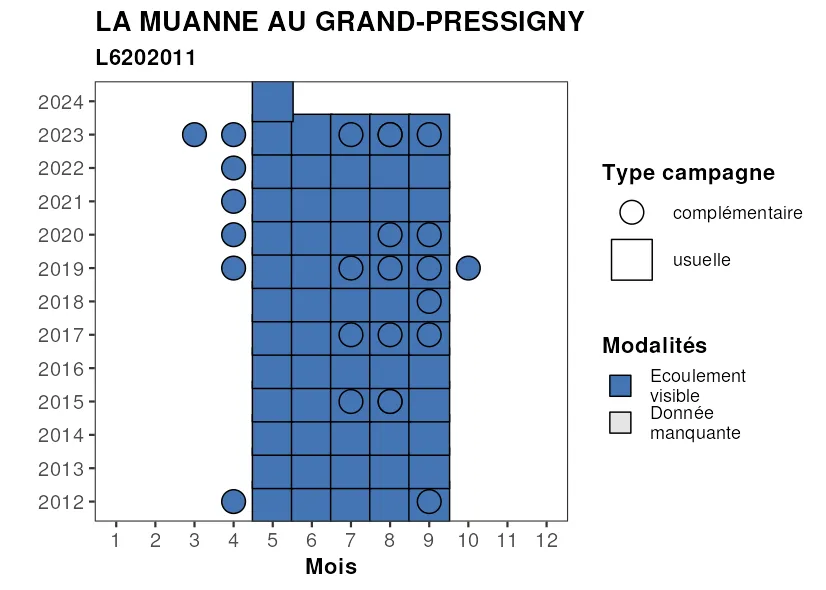 LA MUANNE AU GRAND-PRESSIGNY
L6202011
2024
2023
2022
2021
2020
2019
2018
2017
2016
2015
2014
2013
2012
1 2 3 4 5 6 7 8 9 10 11 12
Mois
Type campagne
complémentaire
usuelle
Modalités
Ecoulement
visible
Donnée
manquante